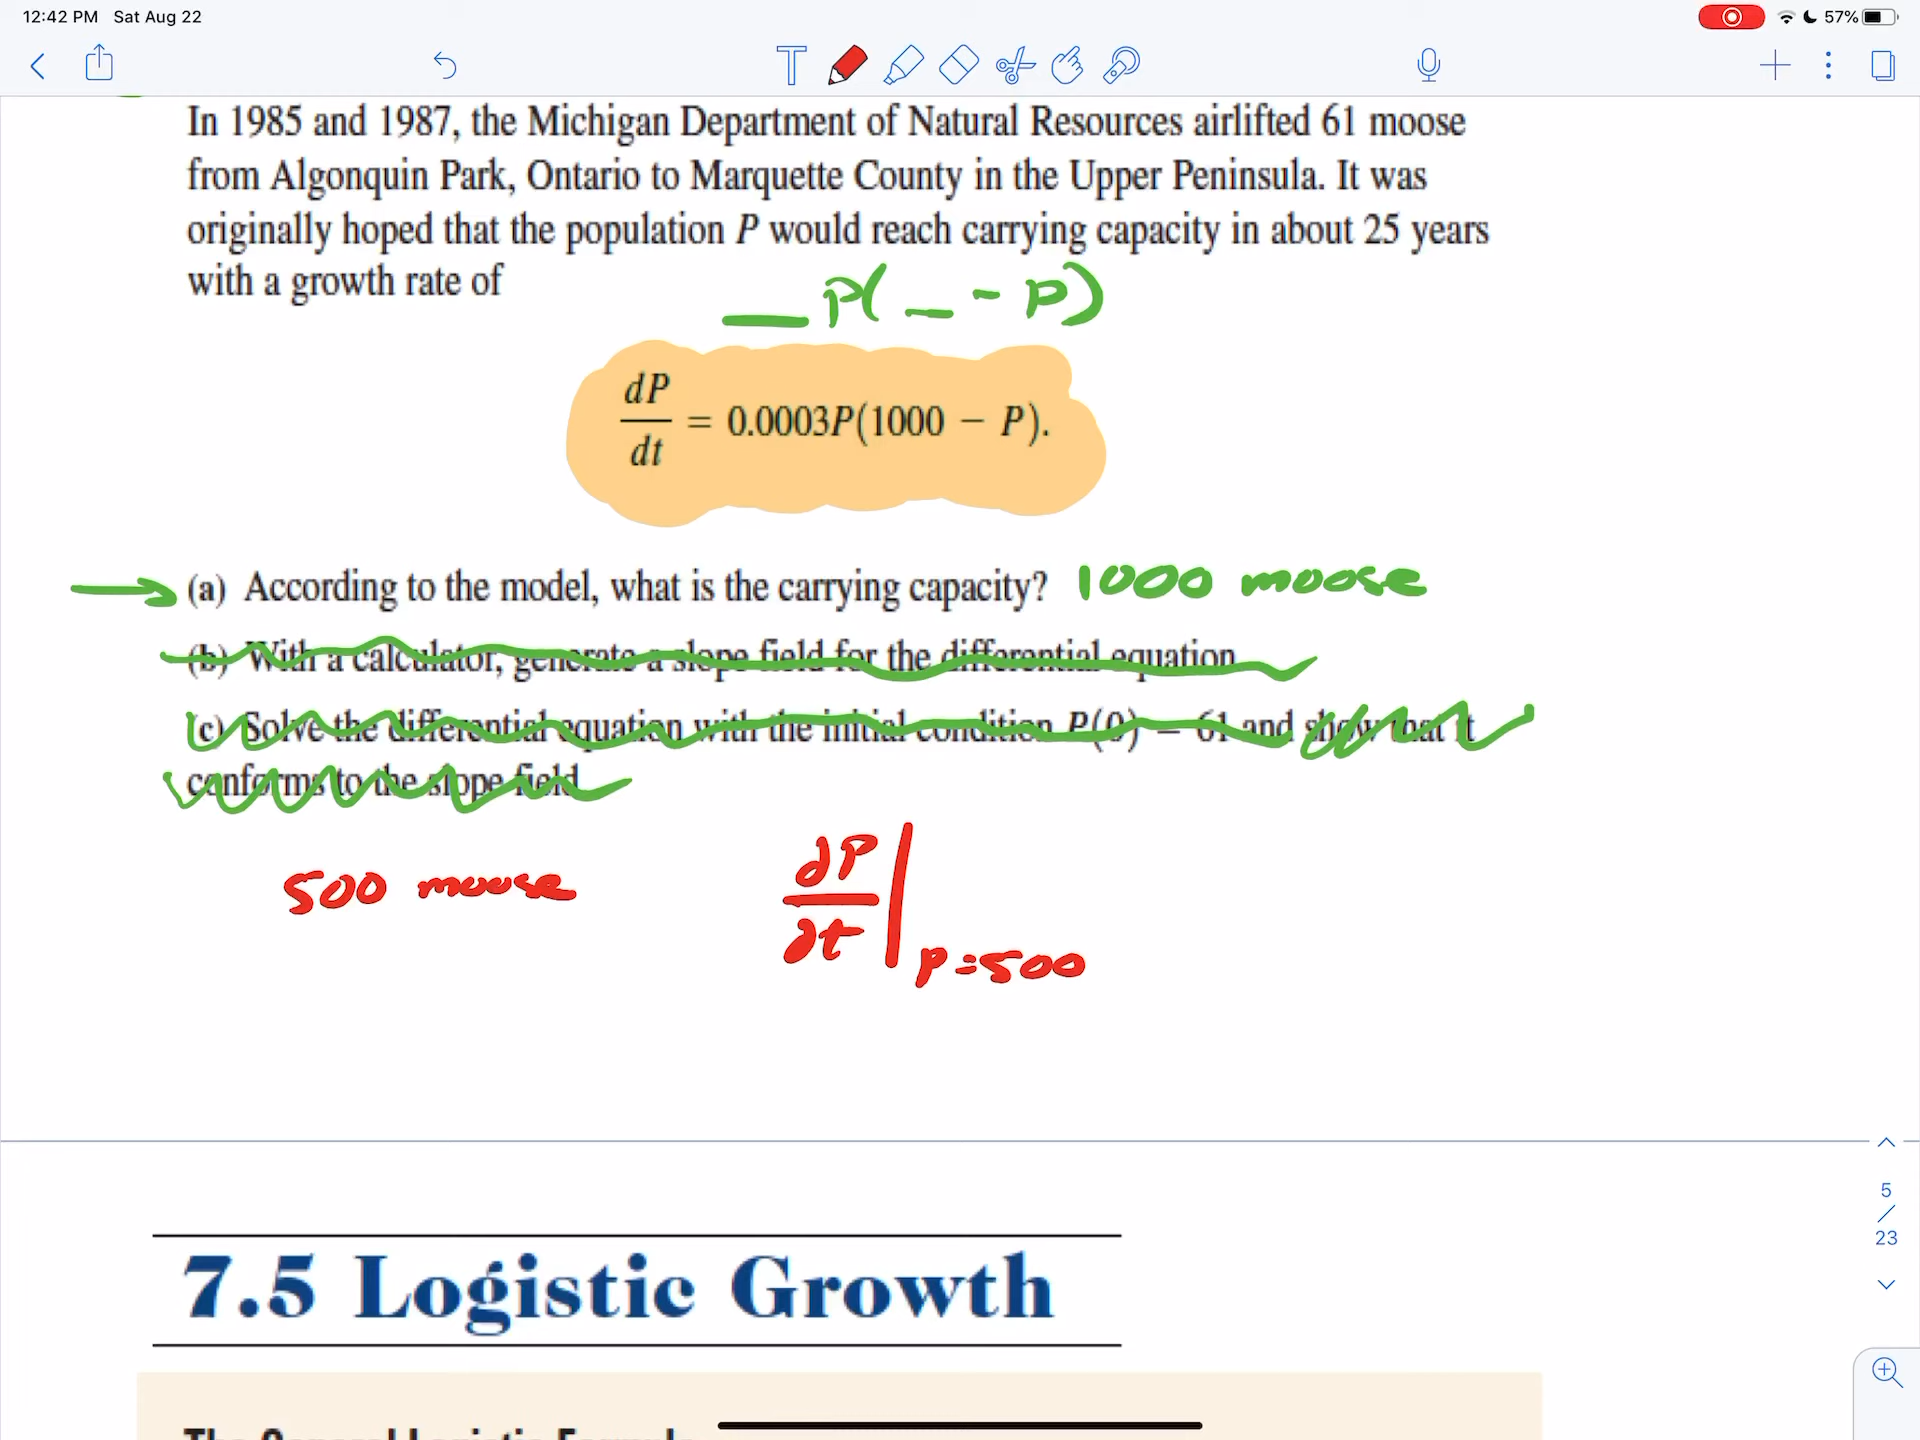 12:42 PM Sat Aug 22
57%
In 1985 and 1987, the Michigan Department of Natural Resources airlifted 61 moose
from Algonquin Park, Ontario to Marquette County in the Upper Peninsula. It was
originally hoped that the population P would reach carrying capacity in about 25 years
with a growth rate of
__ P( _ - P)
dP/dt = 0.0003P(1000 − P).
(a) According to the model, what is the carrying capacity? 1000 moose
(b) With a calculator, generate a slope field for the differential equation.
(c) Solve the differential equation with the initial condition P(0) = 61 and show that it
conforms to the slope field.
500 moose
dP/dt | P=500
5
/
23
7.5 Logistic Growth
The General Logistic Formula